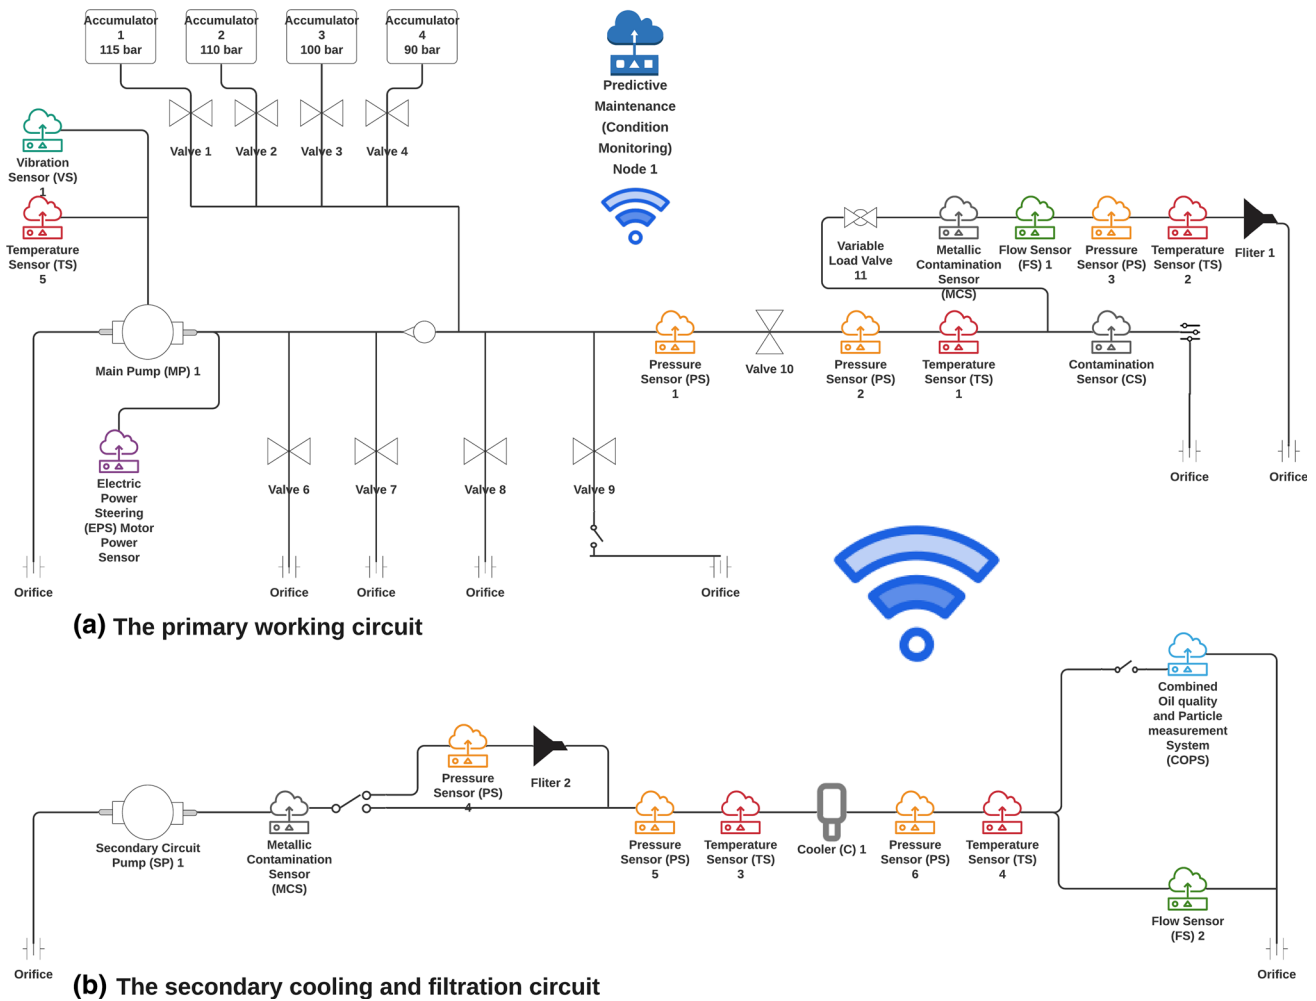 Accumulator
1
115 bar
Accumulator
2
110 bar
Accumulator
3
100 bar
Accumulator
4
90 bar
Predictive
Maintenance
(Condition
Monitoring)
Node 1
Valve 1
Valve 2
Valve 3
Valve 4
Vibration
Sensor (VS)
1
Temperature
Sensor (TS)
5
Variable
Load Valve
11
Metallic
Contamination
Sensor
(MCS)
Flow Sensor
(FS) 1
Pressure
Sensor (PS)
3
Temperature
Sensor (TS)
2
Fliter 1
Main Pump (MP) 1
Pressure
Sensor (PS)
1
Valve 10
Pressure
Sensor (PS)
2
Temperature
Sensor (TS)
1
Contamination
Sensor (CS)
Orifice
Orifice
Electric
Power
Steering
(EPS) Motor
Power
Sensor
Valve 6
Valve 7
Valve 8
Valve 9
Orifice
Orifice
Orifice
Orifice
Orifice
(a) The primary working circuit
Combined
Oil quality
and Particle
measurement
System
(COPS)
Pressure
Sensor (PS)
4
Fliter 2
Secondary Circuit
Pump (SP) 1
Metallic
Contamination
Sensor
(MCS)
Pressure
Sensor (PS)
5
Temperature
Sensor (TS)
3
Cooler (C) 1
Pressure
Sensor (PS)
6
Temperature
Sensor (TS)
4
Flow Sensor
(FS) 2
Orifice
Orifice
(b) The secondary cooling and filtration circuit